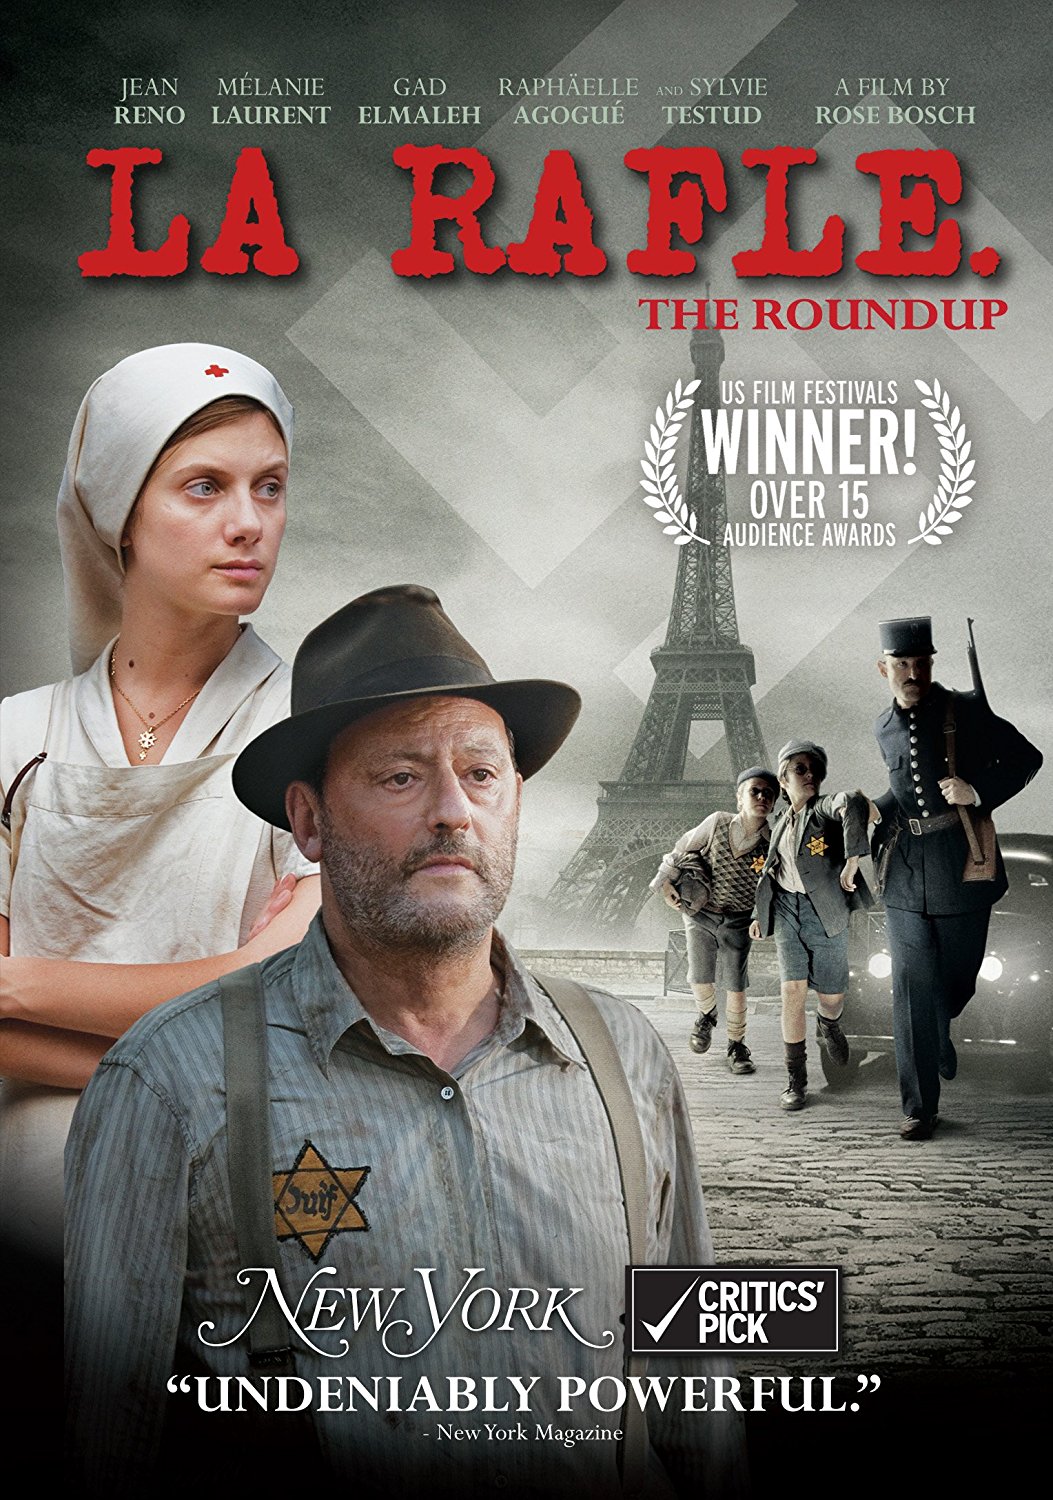 JEAN MÉLANIE GAD RAPHÄELLE AND SYLVIE A FILM BY
RENO LAURENT ELMALEH AGOGUÉ TESTUD ROSE BOSCH
LA RAFLE.
THE ROUNDUP
US FILM FESTIVALS
WINNER!
OVER 15
AUDIENCE AWARDS
Juif
Juif
NEW YORK
CRITICS'
PICK
“UNDENIABLY POWERFUL.”
- New York Magazine